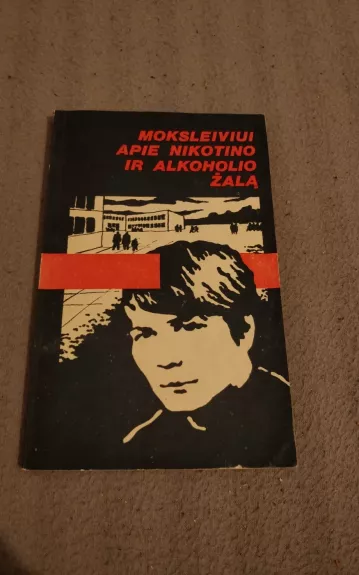 MOKSLEIVIUI
APIE NIKOTINO
IR ALKOHOLIO
ŽALĄ